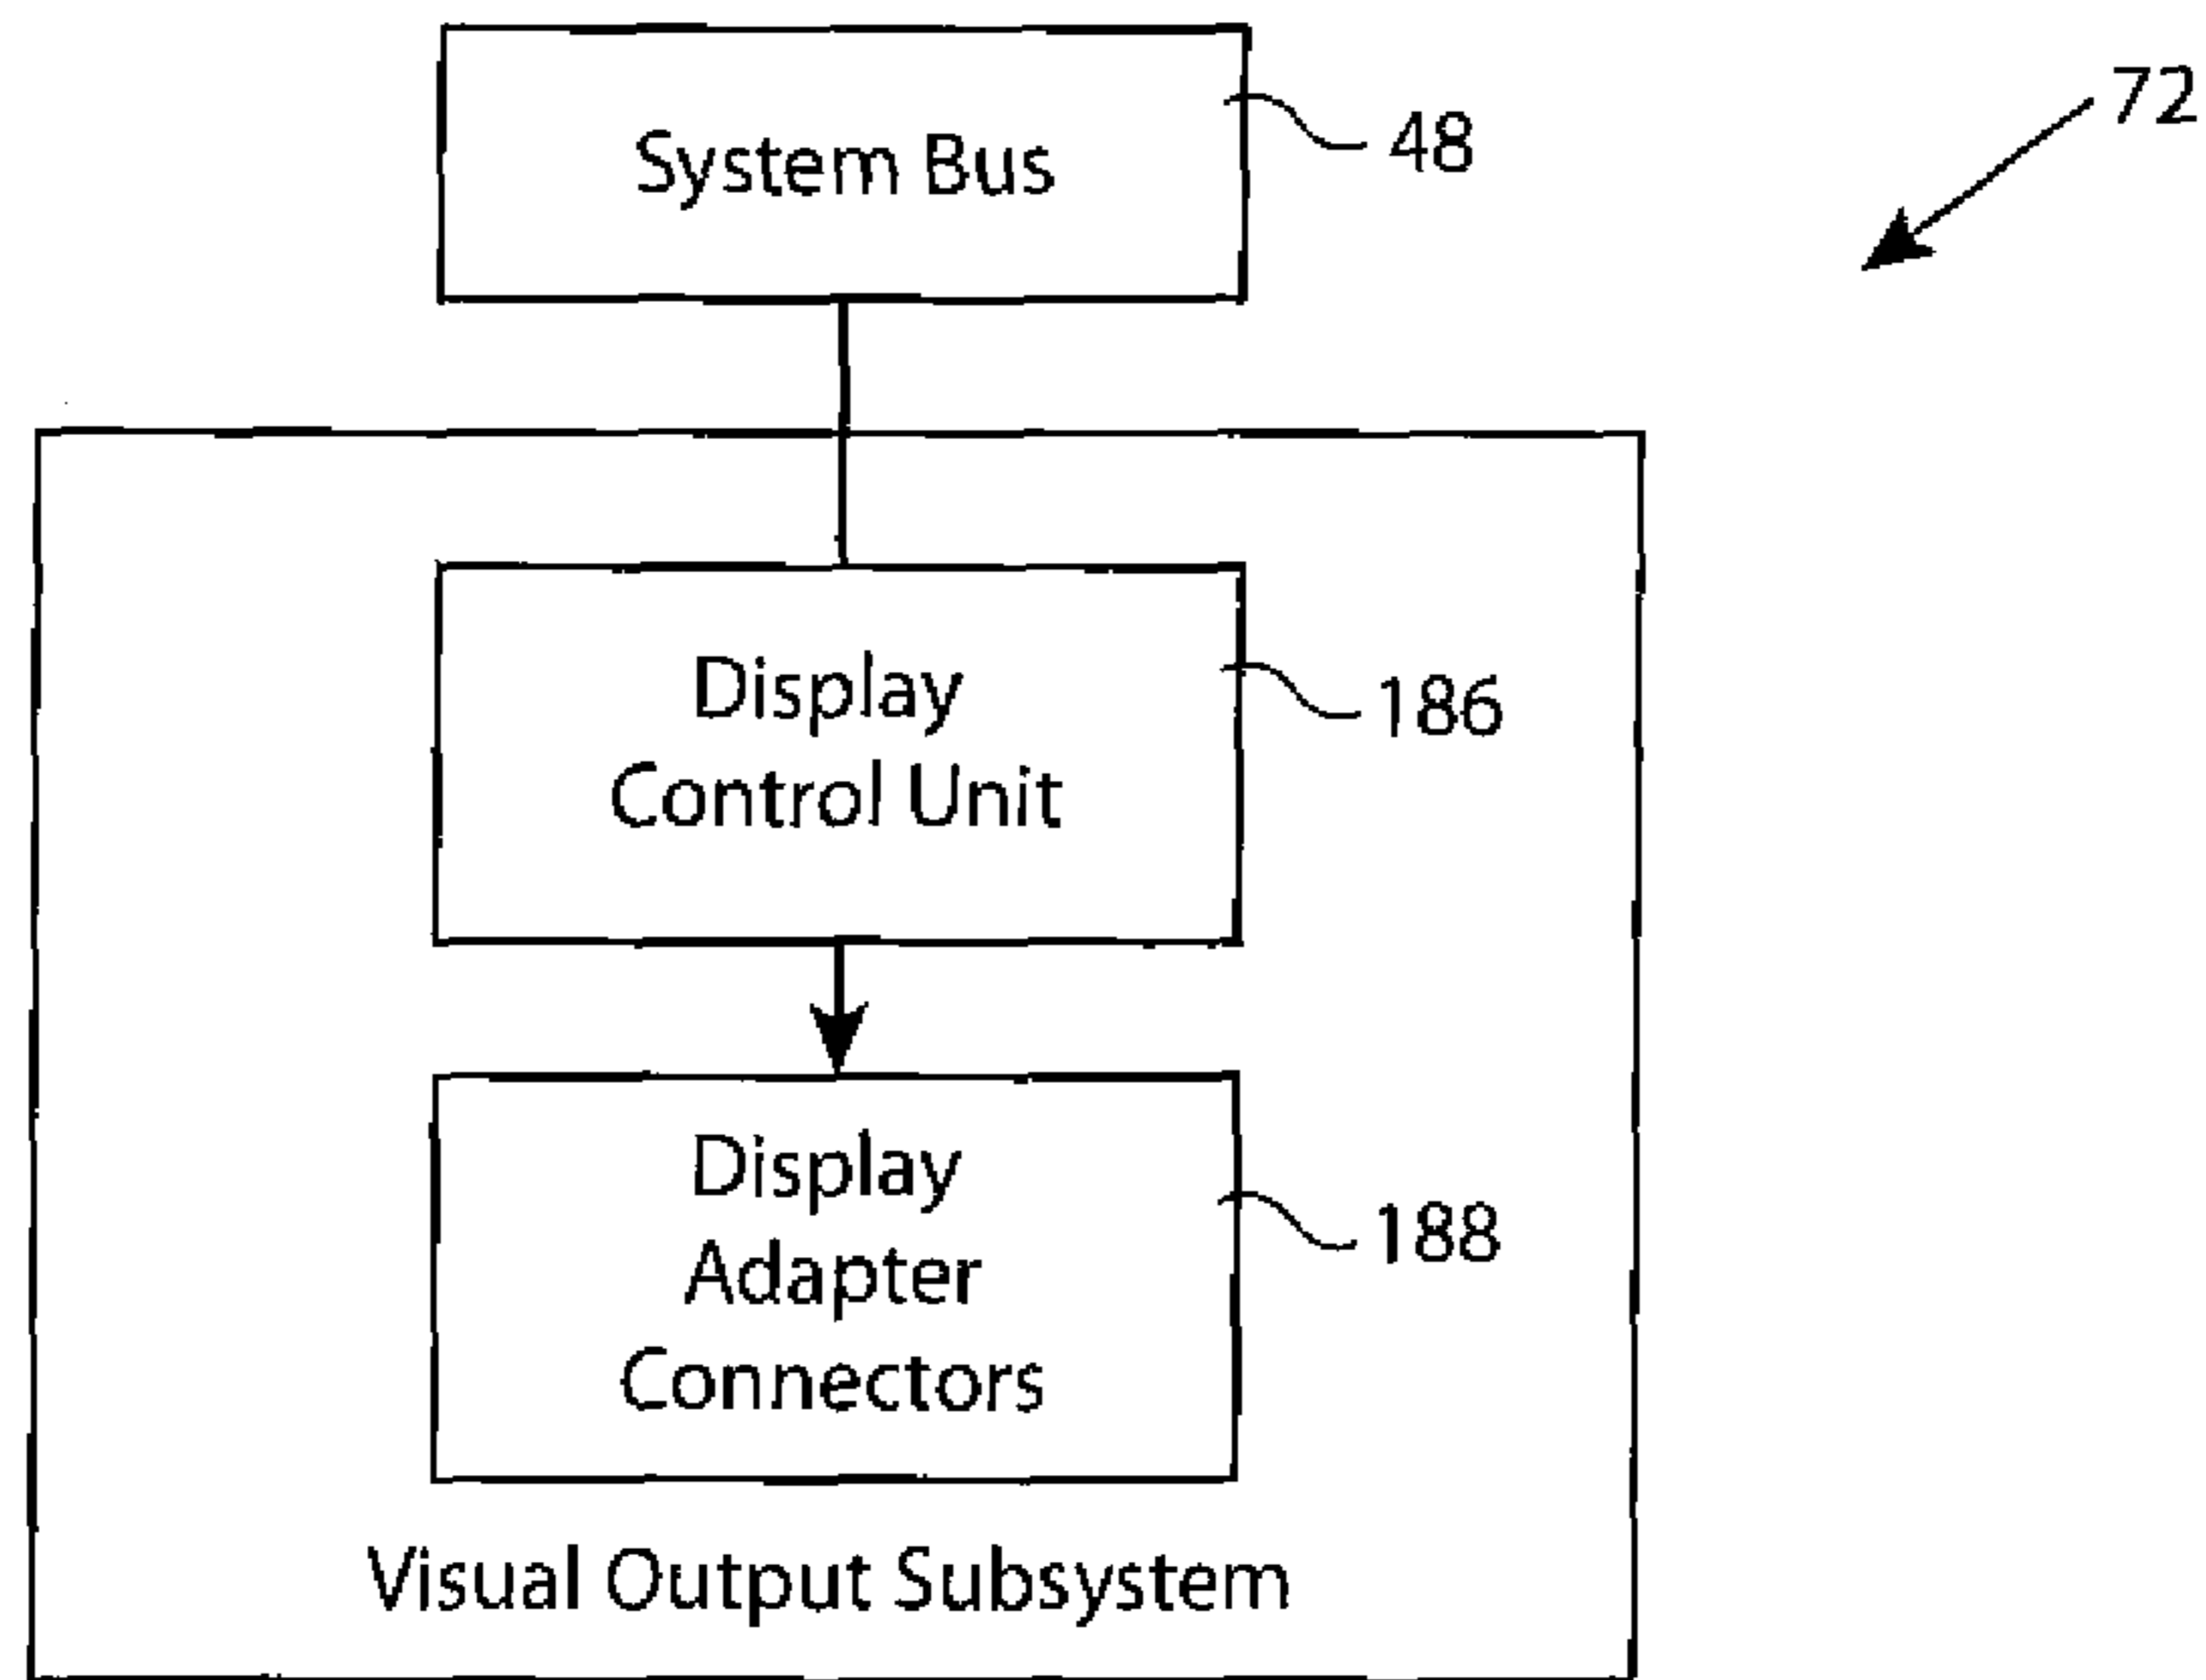 System Bus
48
72
Display
Control Unit
186
Display
Adapter
Connectors
188
Visual Output Subsystem